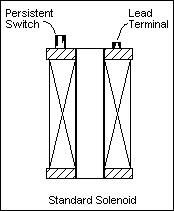 Persistent
Switch
Lead
Terminal
Standard Solenoid